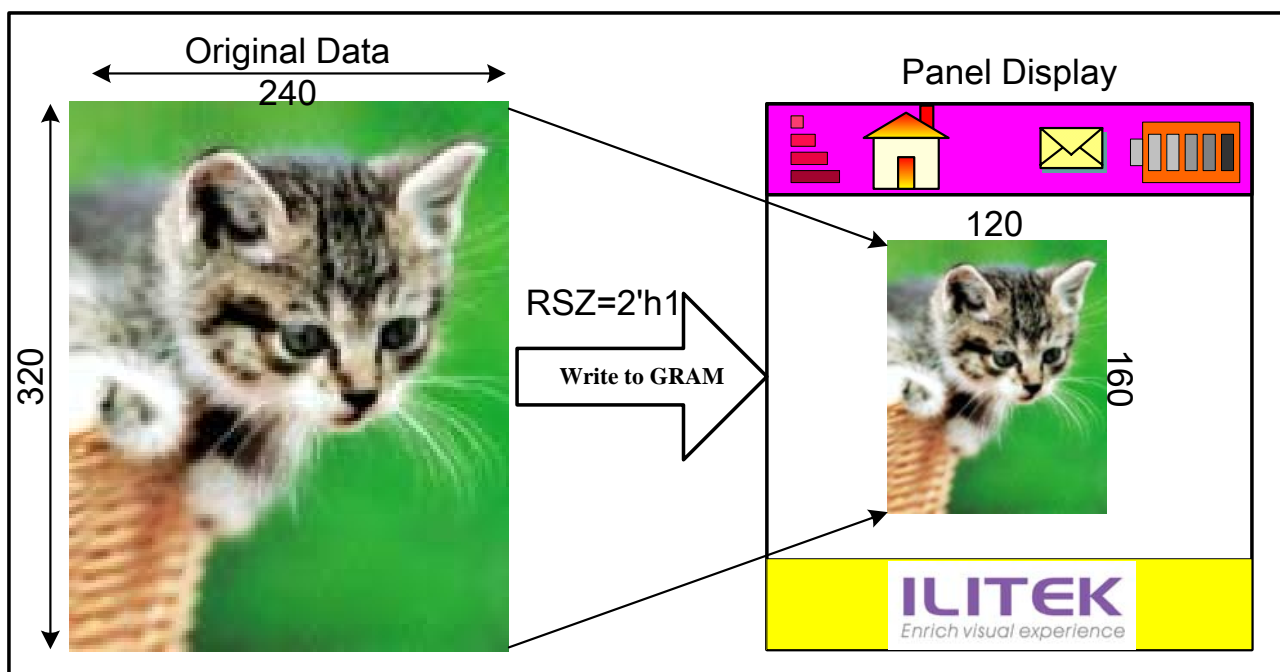 Original Data
240
320
RSZ=2'h1
Write to GRAM
Panel Display
120
160
ILITEK
Enrich visual experience